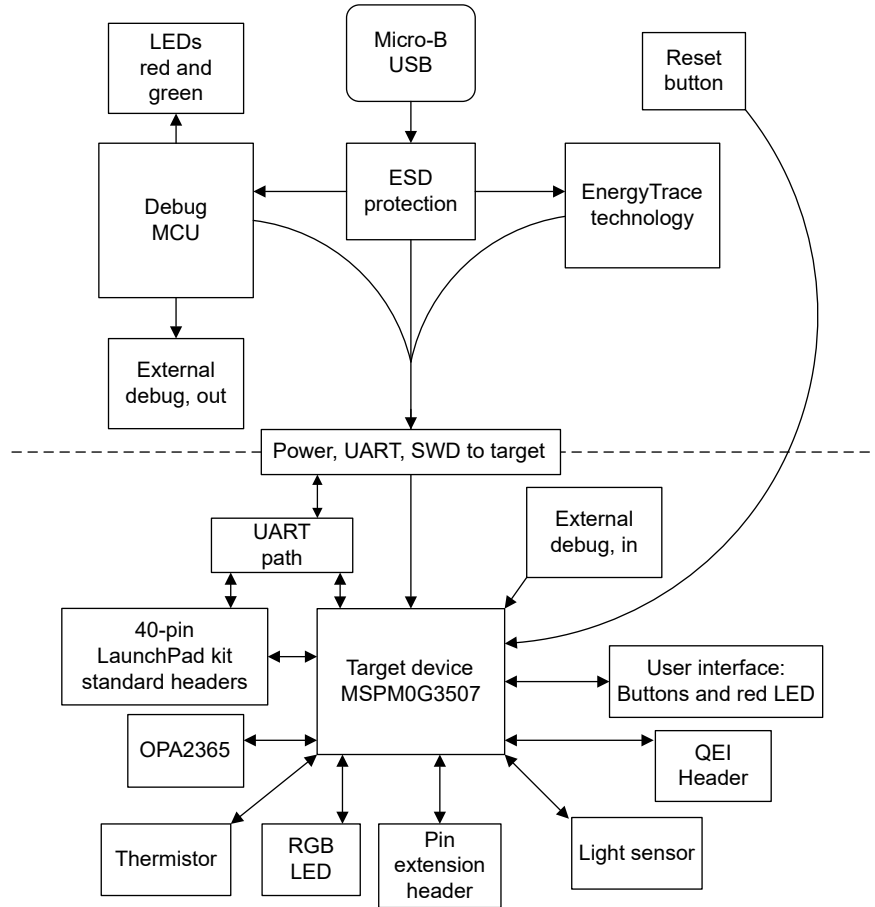 LEDs
red and
green
Micro-B
USB
Reset
button
Debug
MCU
ESD
protection
EnergyTrace
technology
External
debug, out
Power, UART, SWD to target
UART
path
External
debug, in
40-pin
LaunchPad kit
standard headers
Target device
MSPM0G3507
User interface:
Buttons and red LED
OPA2365
QEI
Header
Thermistor
RGB
LED
Pin
extension
header
Light sensor